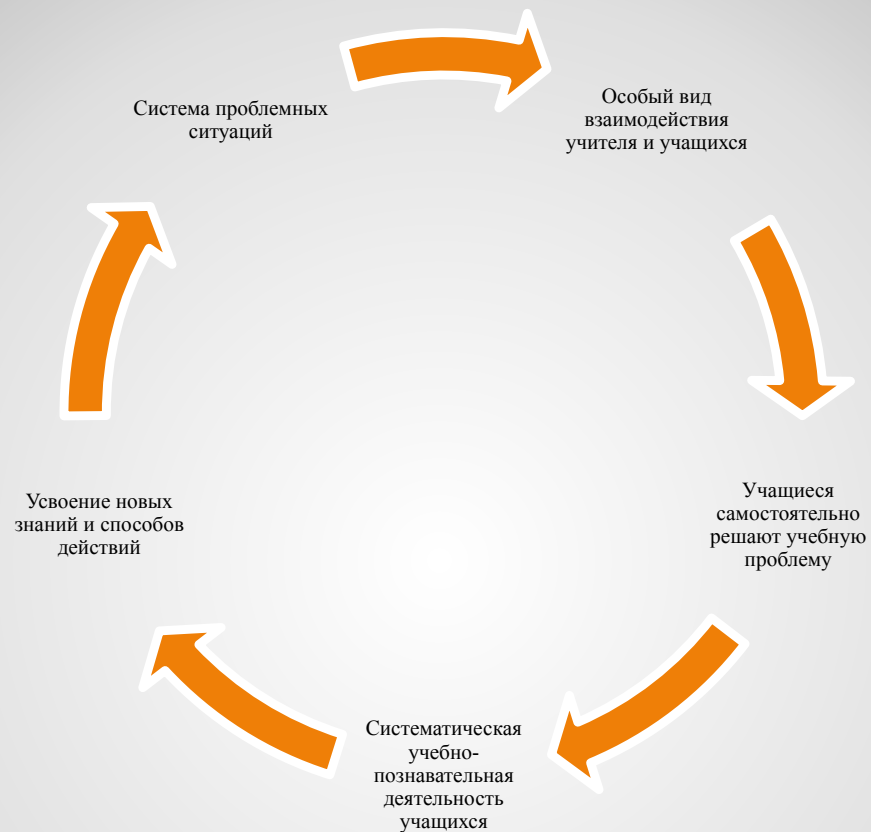 Система проблемных
ситуаций
Особый вид
взаимодействия
учителя и учащихся
Учащиеся
самостоятельно
решают учебную
проблему
Систематическая
учебно-
познавательная
деятельность
учащихся
Усвоение новых
знаний и способов
действий